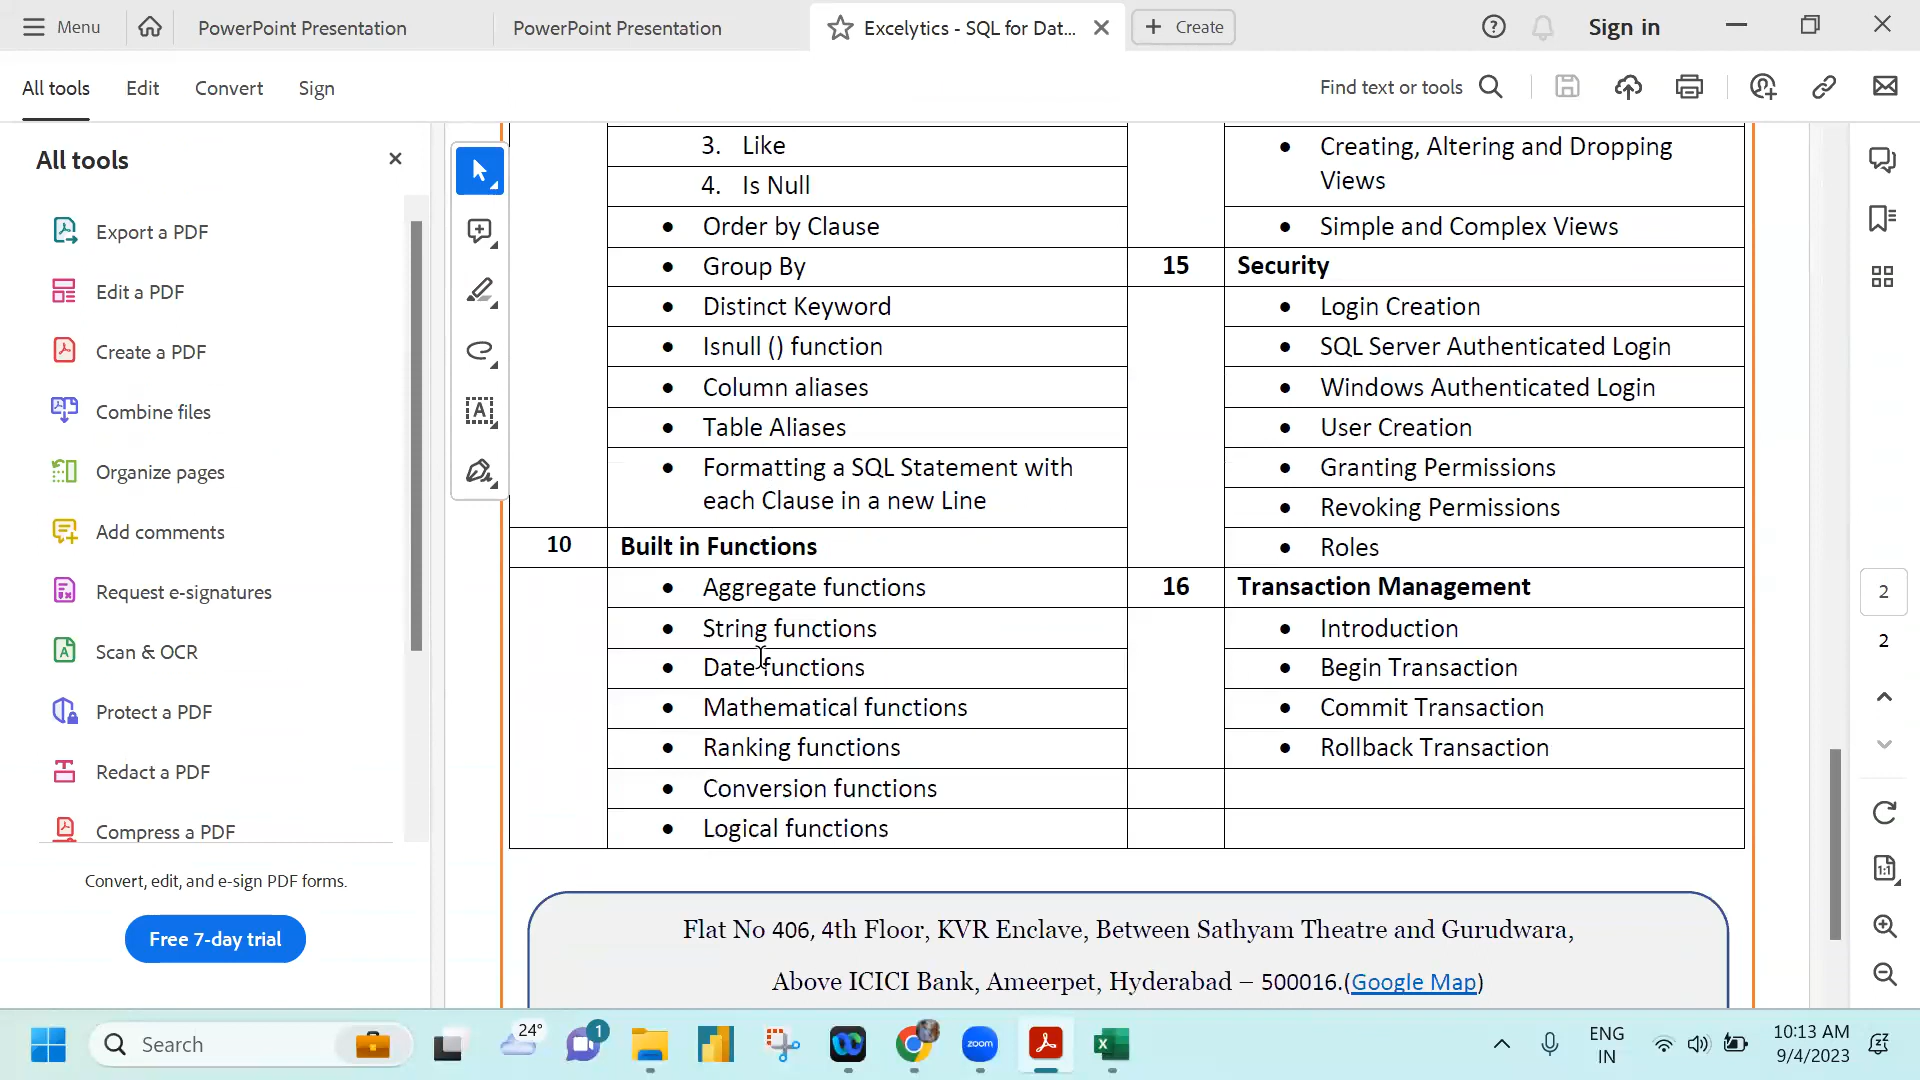 Menu
PowerPoint Presentation
PowerPoint Presentation
Excelytics - SQL for Dat...
Create
Sign in
All tools
Edit
Convert
Sign
Find text or tools
All tools
Export a PDF
Edit a PDF
Create a PDF
Combine files
Organize pages
Add comments
Request e-signatures
Scan & OCR
Protect a PDF
Redact a PDF
Compress a PDF
Convert, edit, and e-sign PDF forms.
Free 7-day trial
3. Like
4. Is Null
• Order by Clause
• Group By
• Distinct Keyword
• Isnull () function
• Column aliases
• Table Aliases
• Formatting a SQL Statement with
each Clause in a new Line
10 Built in Functions
• Aggregate functions
• String functions
• Date functions
• Mathematical functions
• Ranking functions
• Conversion functions
• Logical functions
• Creating, Altering and Dropping
Views
• Simple and Complex Views
15 Security
• Login Creation
• SQL Server Authenticated Login
• Windows Authenticated Login
• User Creation
• Granting Permissions
• Revoking Permissions
• Roles
16 Transaction Management
• Introduction
• Begin Transaction
• Commit Transaction
• Rollback Transaction
Flat No 406, 4th Floor, KVR Enclave, Between Sathyam Theatre and Gurudwara,
Above ICICI Bank, Ameerpet, Hyderabad – 500016.(Google Map)
2
2
1:1
Search
24°
1
zoom
ENG
IN
10:13 AM
9/4/2023